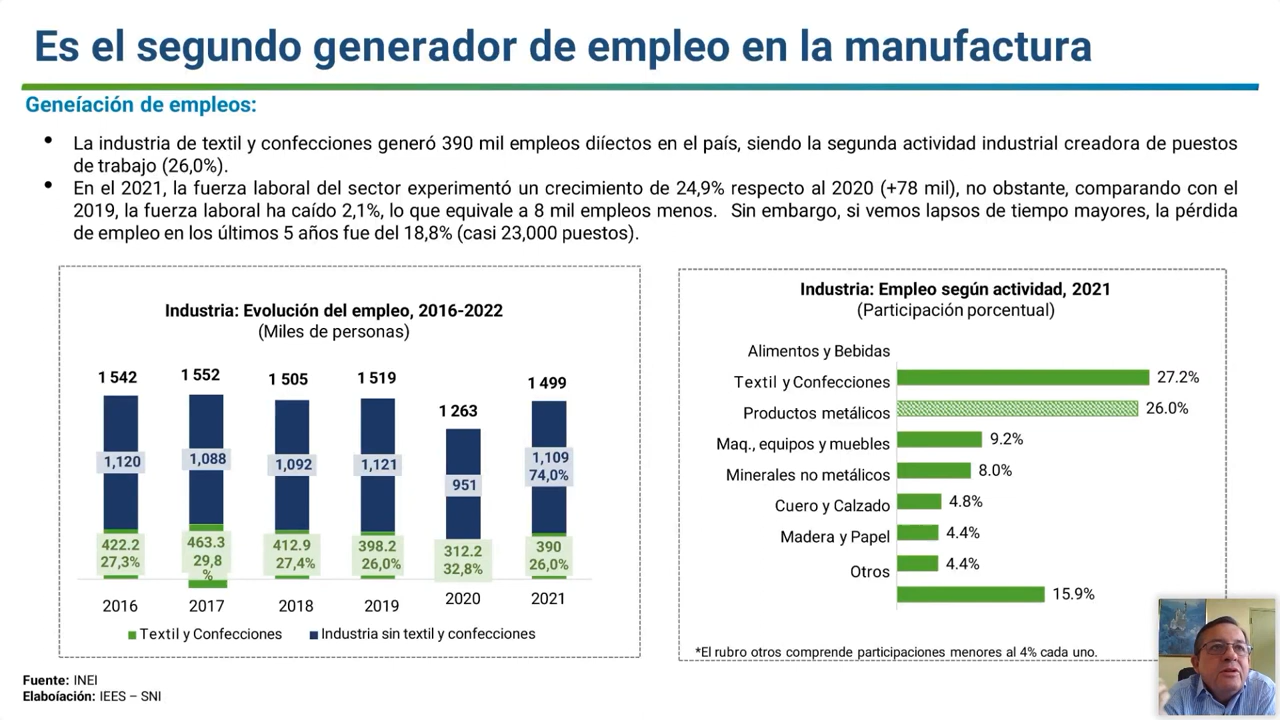 Es el segundo generador de empleo en la manufactura
Geneíación de empleos:
• La industria de textil y confecciones generó 390 mil empleos diíectos en el país, siendo la segunda actividad industrial creadora de puestos
de trabajo (26,0%).
• En el 2021, la fuerza laboral del sector experimentó un crecimiento de 24,9% respecto al 2020 (+78 mil), no obstante, comparando con el
2019, la fuerza laboral ha caído 2,1%, lo que equivale a 8 mil empleos menos. Sin embargo, si vemos lapsos de tiempo mayores, la pérdida
de empleo en los últimos 5 años fue del 18,8% (casi 23,000 puestos).
Industria: Evolución del empleo, 2016-2022
(Miles de personas)
1 542 1 552 1 505 1 519 1 263 1 499
1,120 1,088 1,092 1,121 951 1,109
74,0%
422.2 463.3 412.9 398.2 312.2 390
27,3% 29,8 27,4% 26,0% 32,8% 26,0%
%
2016 2017 2018 2019 2020 2021
Textil y Confecciones Industria sin textil y confecciones
Industria: Empleo según actividad, 2021
(Participación porcentual)
Alimentos y Bebidas
27.2%
Textil y Confecciones
26.0%
Productos metálicos
9.2%
Maq., equipos y muebles
8.0%
Minerales no metálicos
4.8%
Cuero y Calzado
4.4%
Madera y Papel
4.4%
Otros
15.9%
*El rubro otros comprende participaciones menores al 4% cada uno.
Fuente: INEI
Elaboíación: IEES – SNI